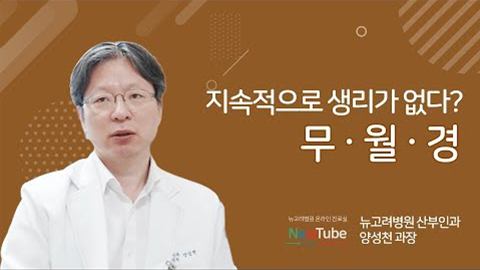 지속적으로 생리가 없다?
무·월·경
뉴고려병원 온라인 진료실
뉴고려병원 산부인과
양성천 과장